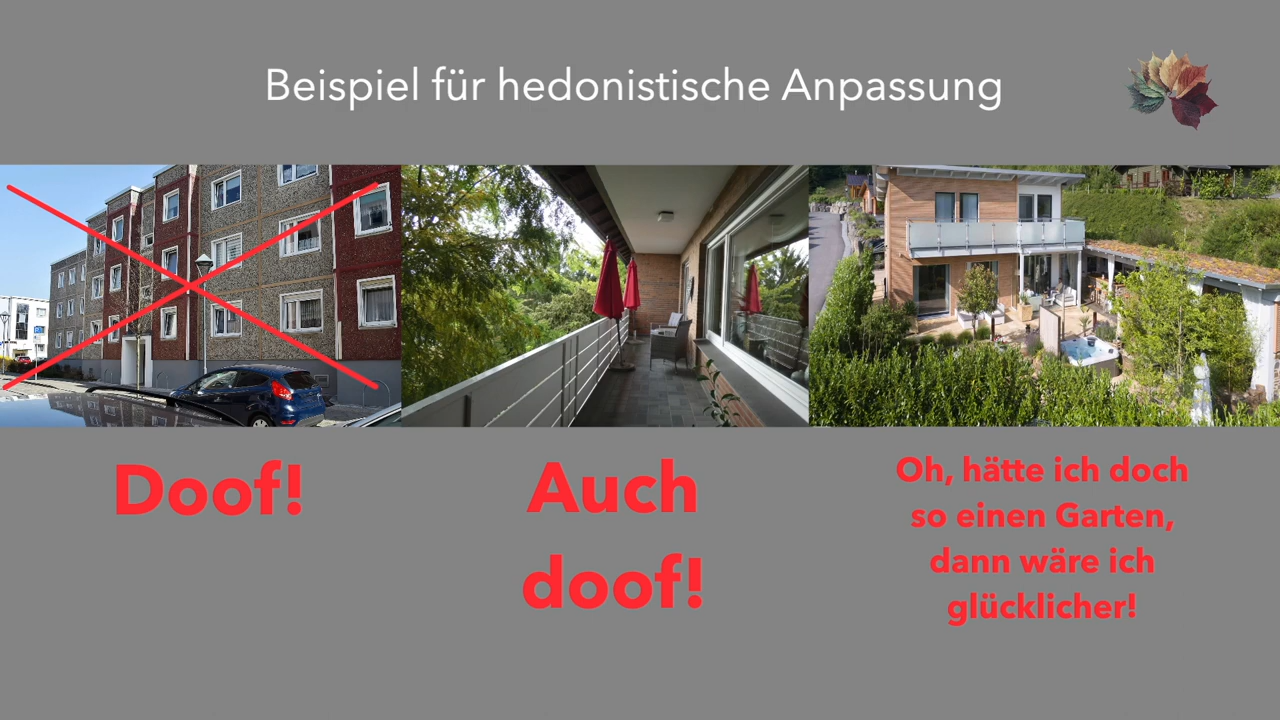 Beispiel für hedonistische Anpassung
Doof!
Auch
doof!
Oh, hätte ich doch
so einen Garten,
dann wäre ich
glücklicher!